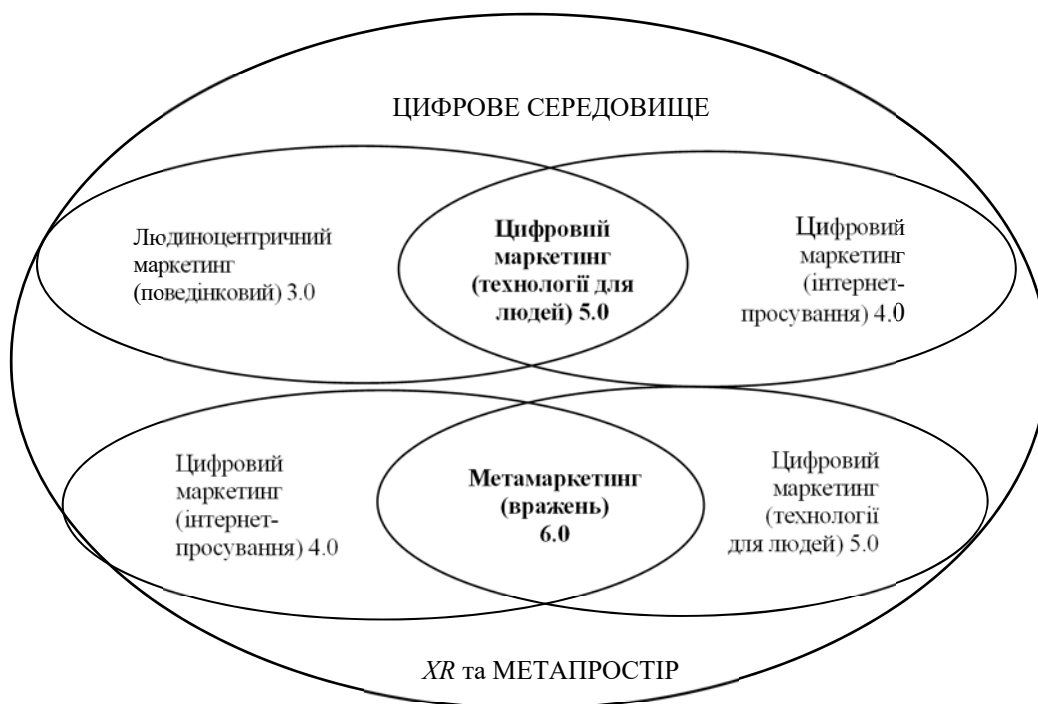 ЦИФРОВЕ СЕРЕДОВИЩЕ
Людиноцентричний
маркетинг
(поведінковий) 3.0
Цифровий
маркетинг
(технології для
людей) 5.0
Цифровий
маркетинг
(інтернет-
просування) 4.0
Цифровий
маркетинг
(інтернет-
просування) 4.0
Метамаркетинг
(вражень)
6.0
Цифровий
маркетинг
(технології
для людей) 5.0
XR та МЕТАПРОСТІР